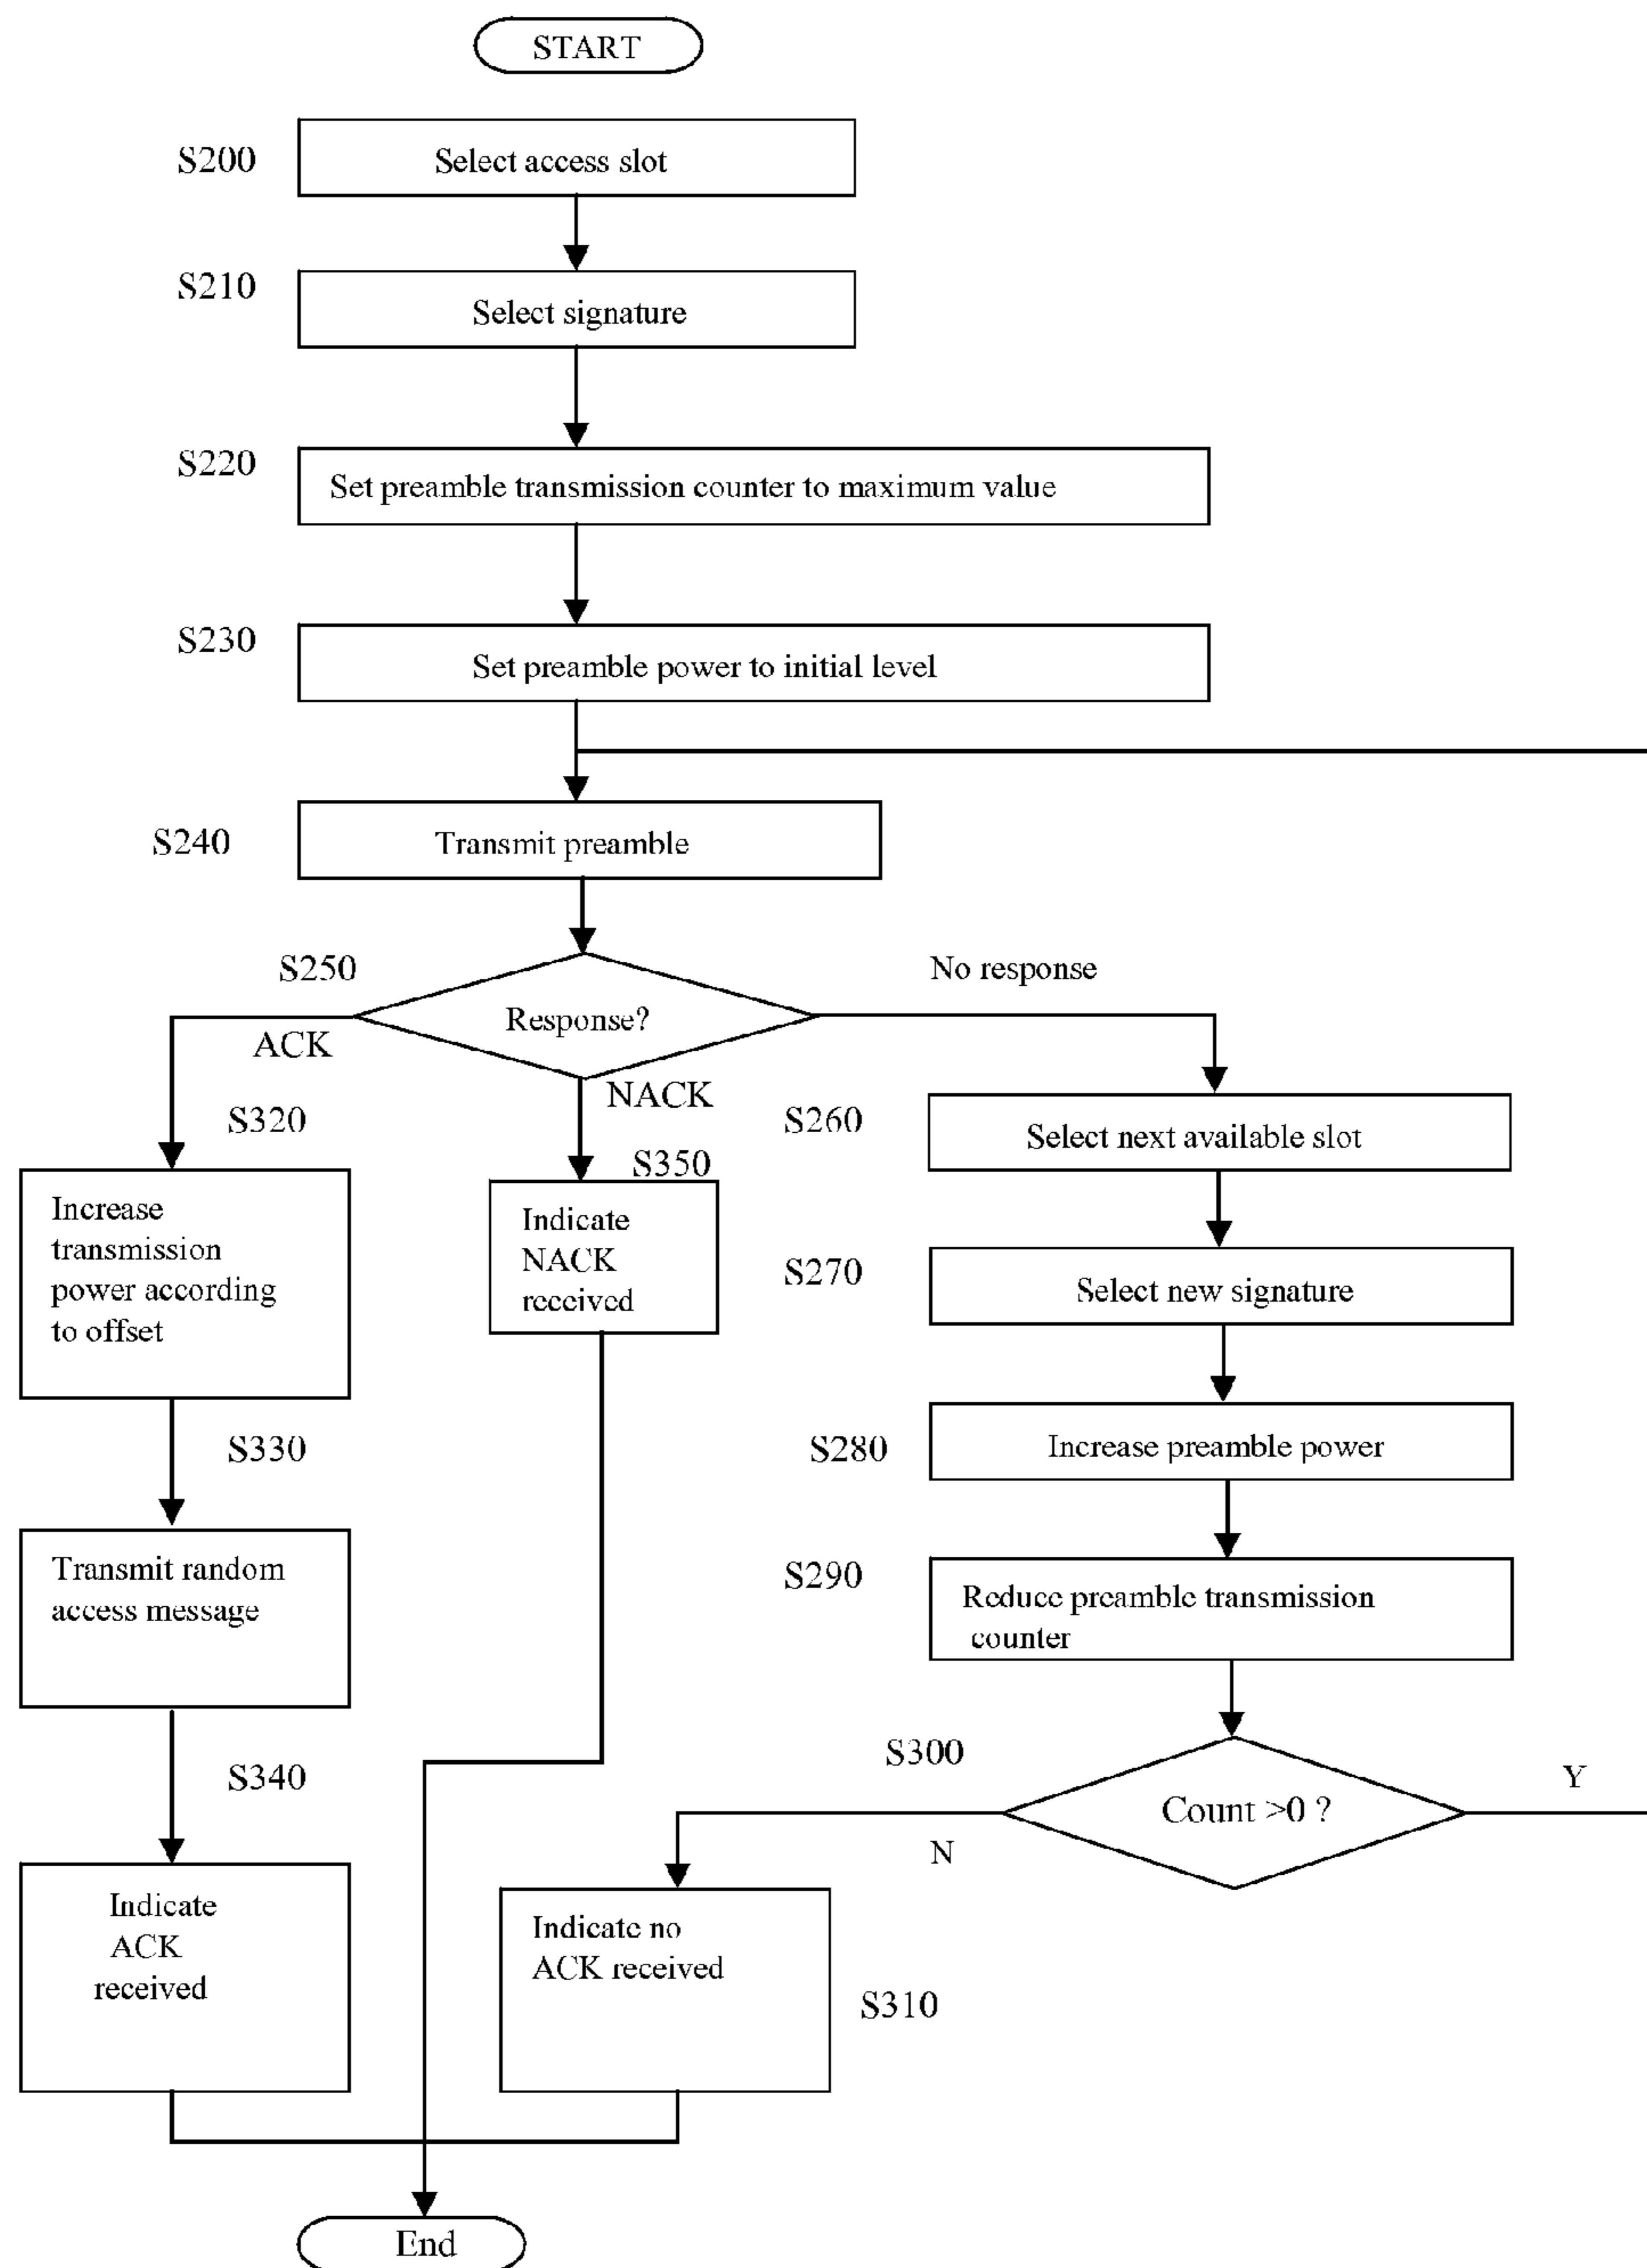 START
S200
Select access slot
S210
Select signature
S220
Set preamble transmission counter to maximum value
S230
Set preamble power to initial level
S240
Transmit preamble
S250
Response?
No response
ACK
NACK
S320
Increase
transmission
power according
to offset
S350
Indicate
NACK
received
S260
Select next available slot
S270
Select new signature
S280
Increase preamble power
S290
Reduce preamble transmission
counter
S330
Transmit random
access message
S300
Count >0 ?
Y
N
S340
Indicate
ACK
received
Indicate no
ACK received
S310
End